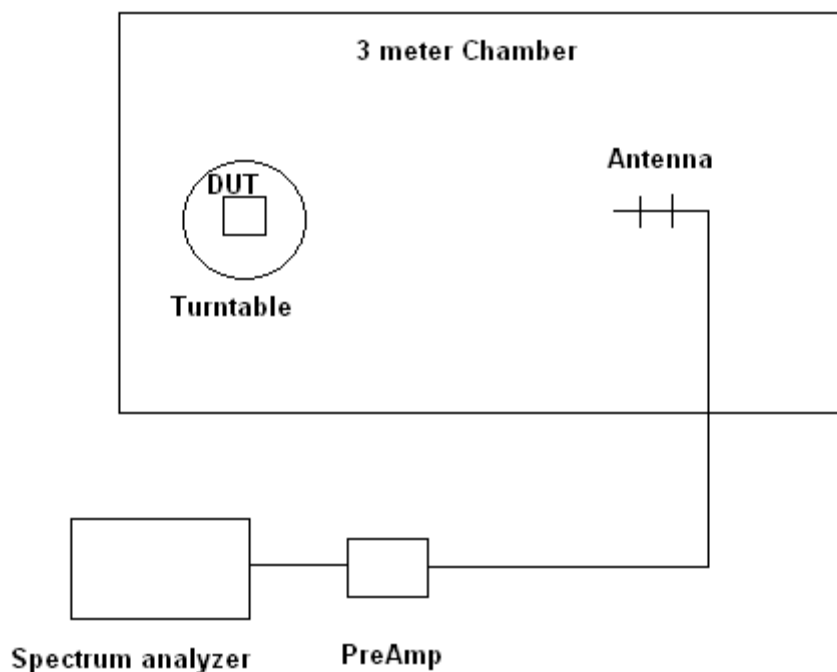 3 meter Chamber
Antenna
DUT
Turntable
PreAmp
Spectrum analyzer